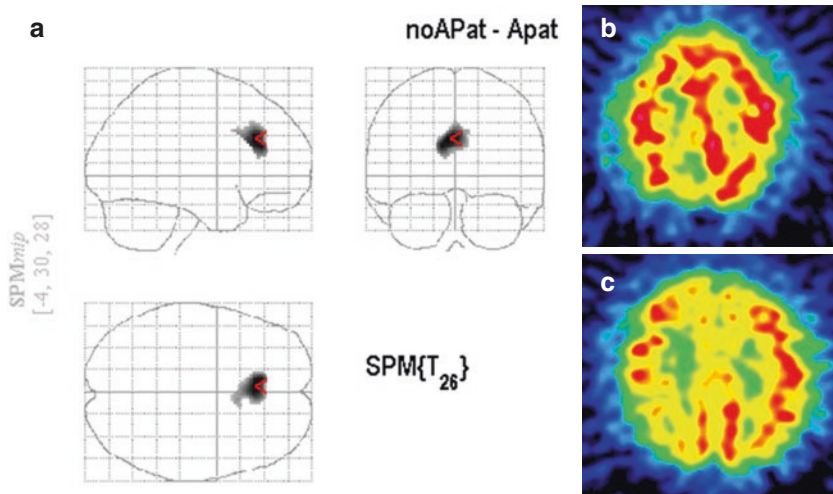 a
noAPat - Apat
b
SPMmip
[-4, 30, 28]
SPM{T26}
c